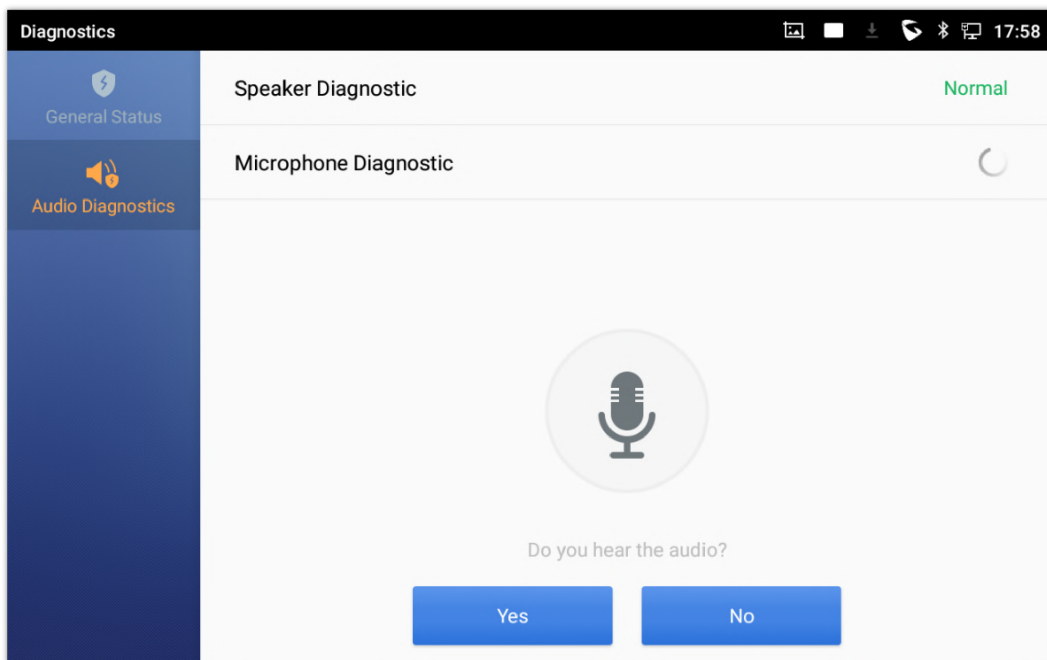 Diagnostics
17:58
General Status
Audio Diagnostics
Speaker Diagnostic
Normal
Microphone Diagnostic
Do you hear the audio?
Yes
No